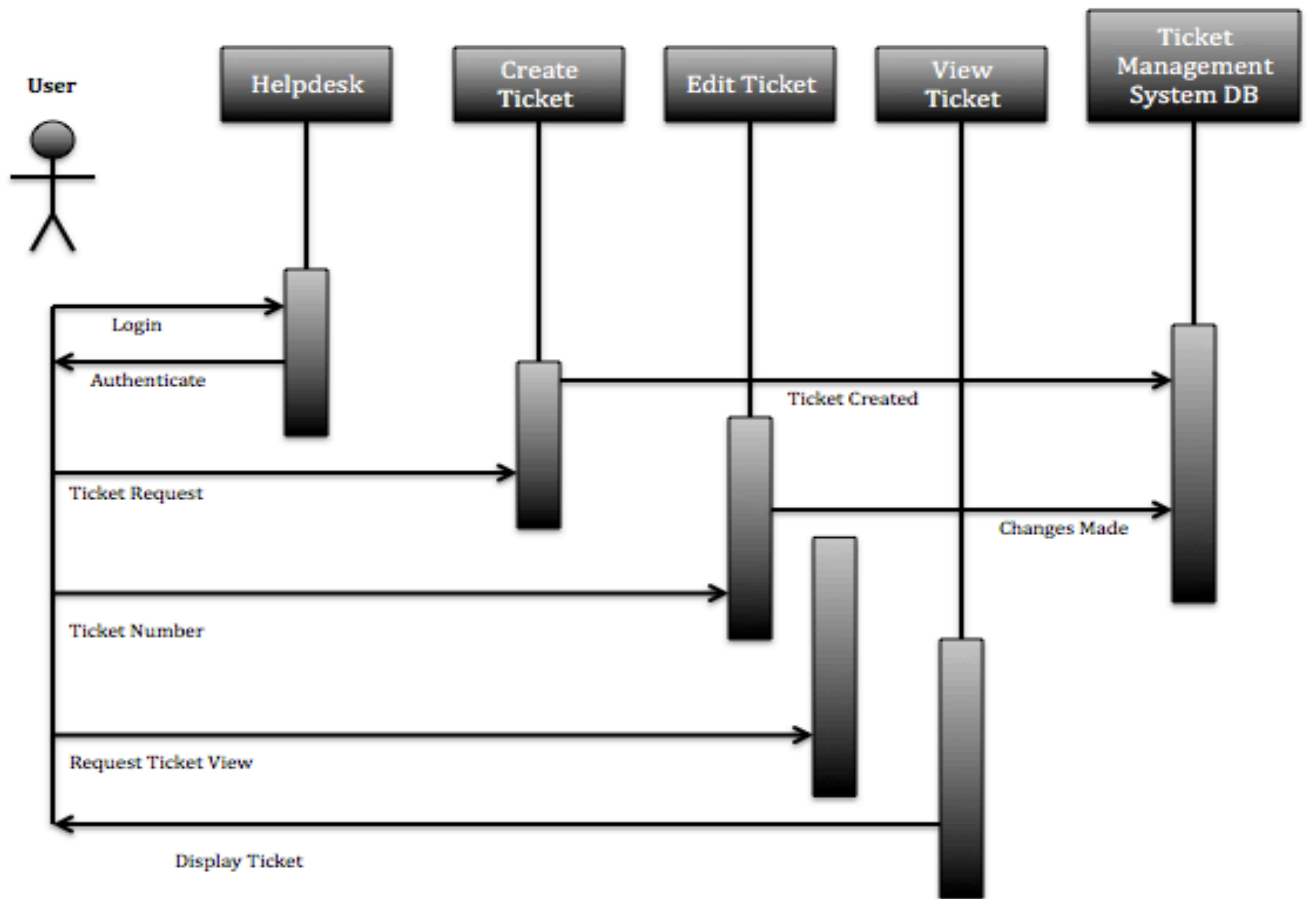 User
Helpdesk
Create
Ticket
Edit Ticket
View
Ticket
Ticket
Management
System DB
Login
Authenticate
Ticket Created
Ticket Request
Changes Made
Ticket Number
Request Ticket View
Display Ticket